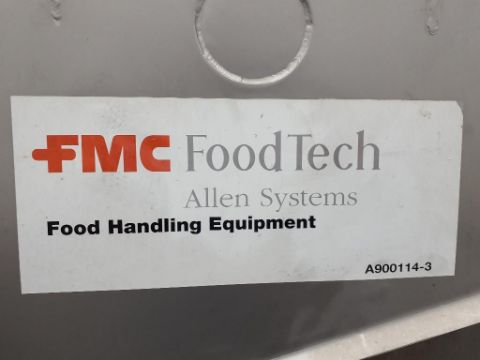 FMC FoodTech
Allen Systems
Food Handling Equipment
A900114-3